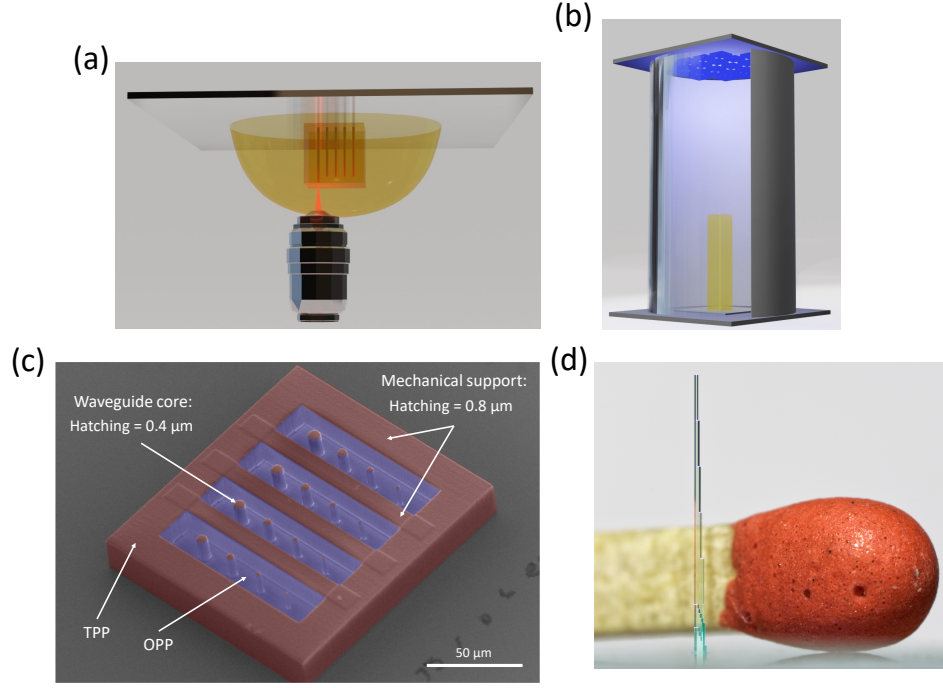 (a)
(b)
(c)
Waveguide core:
Hatching = 0.4 µm
Mechanical support:
Hatching = 0.8 µm
TPP
OPP
50 µm
(d)